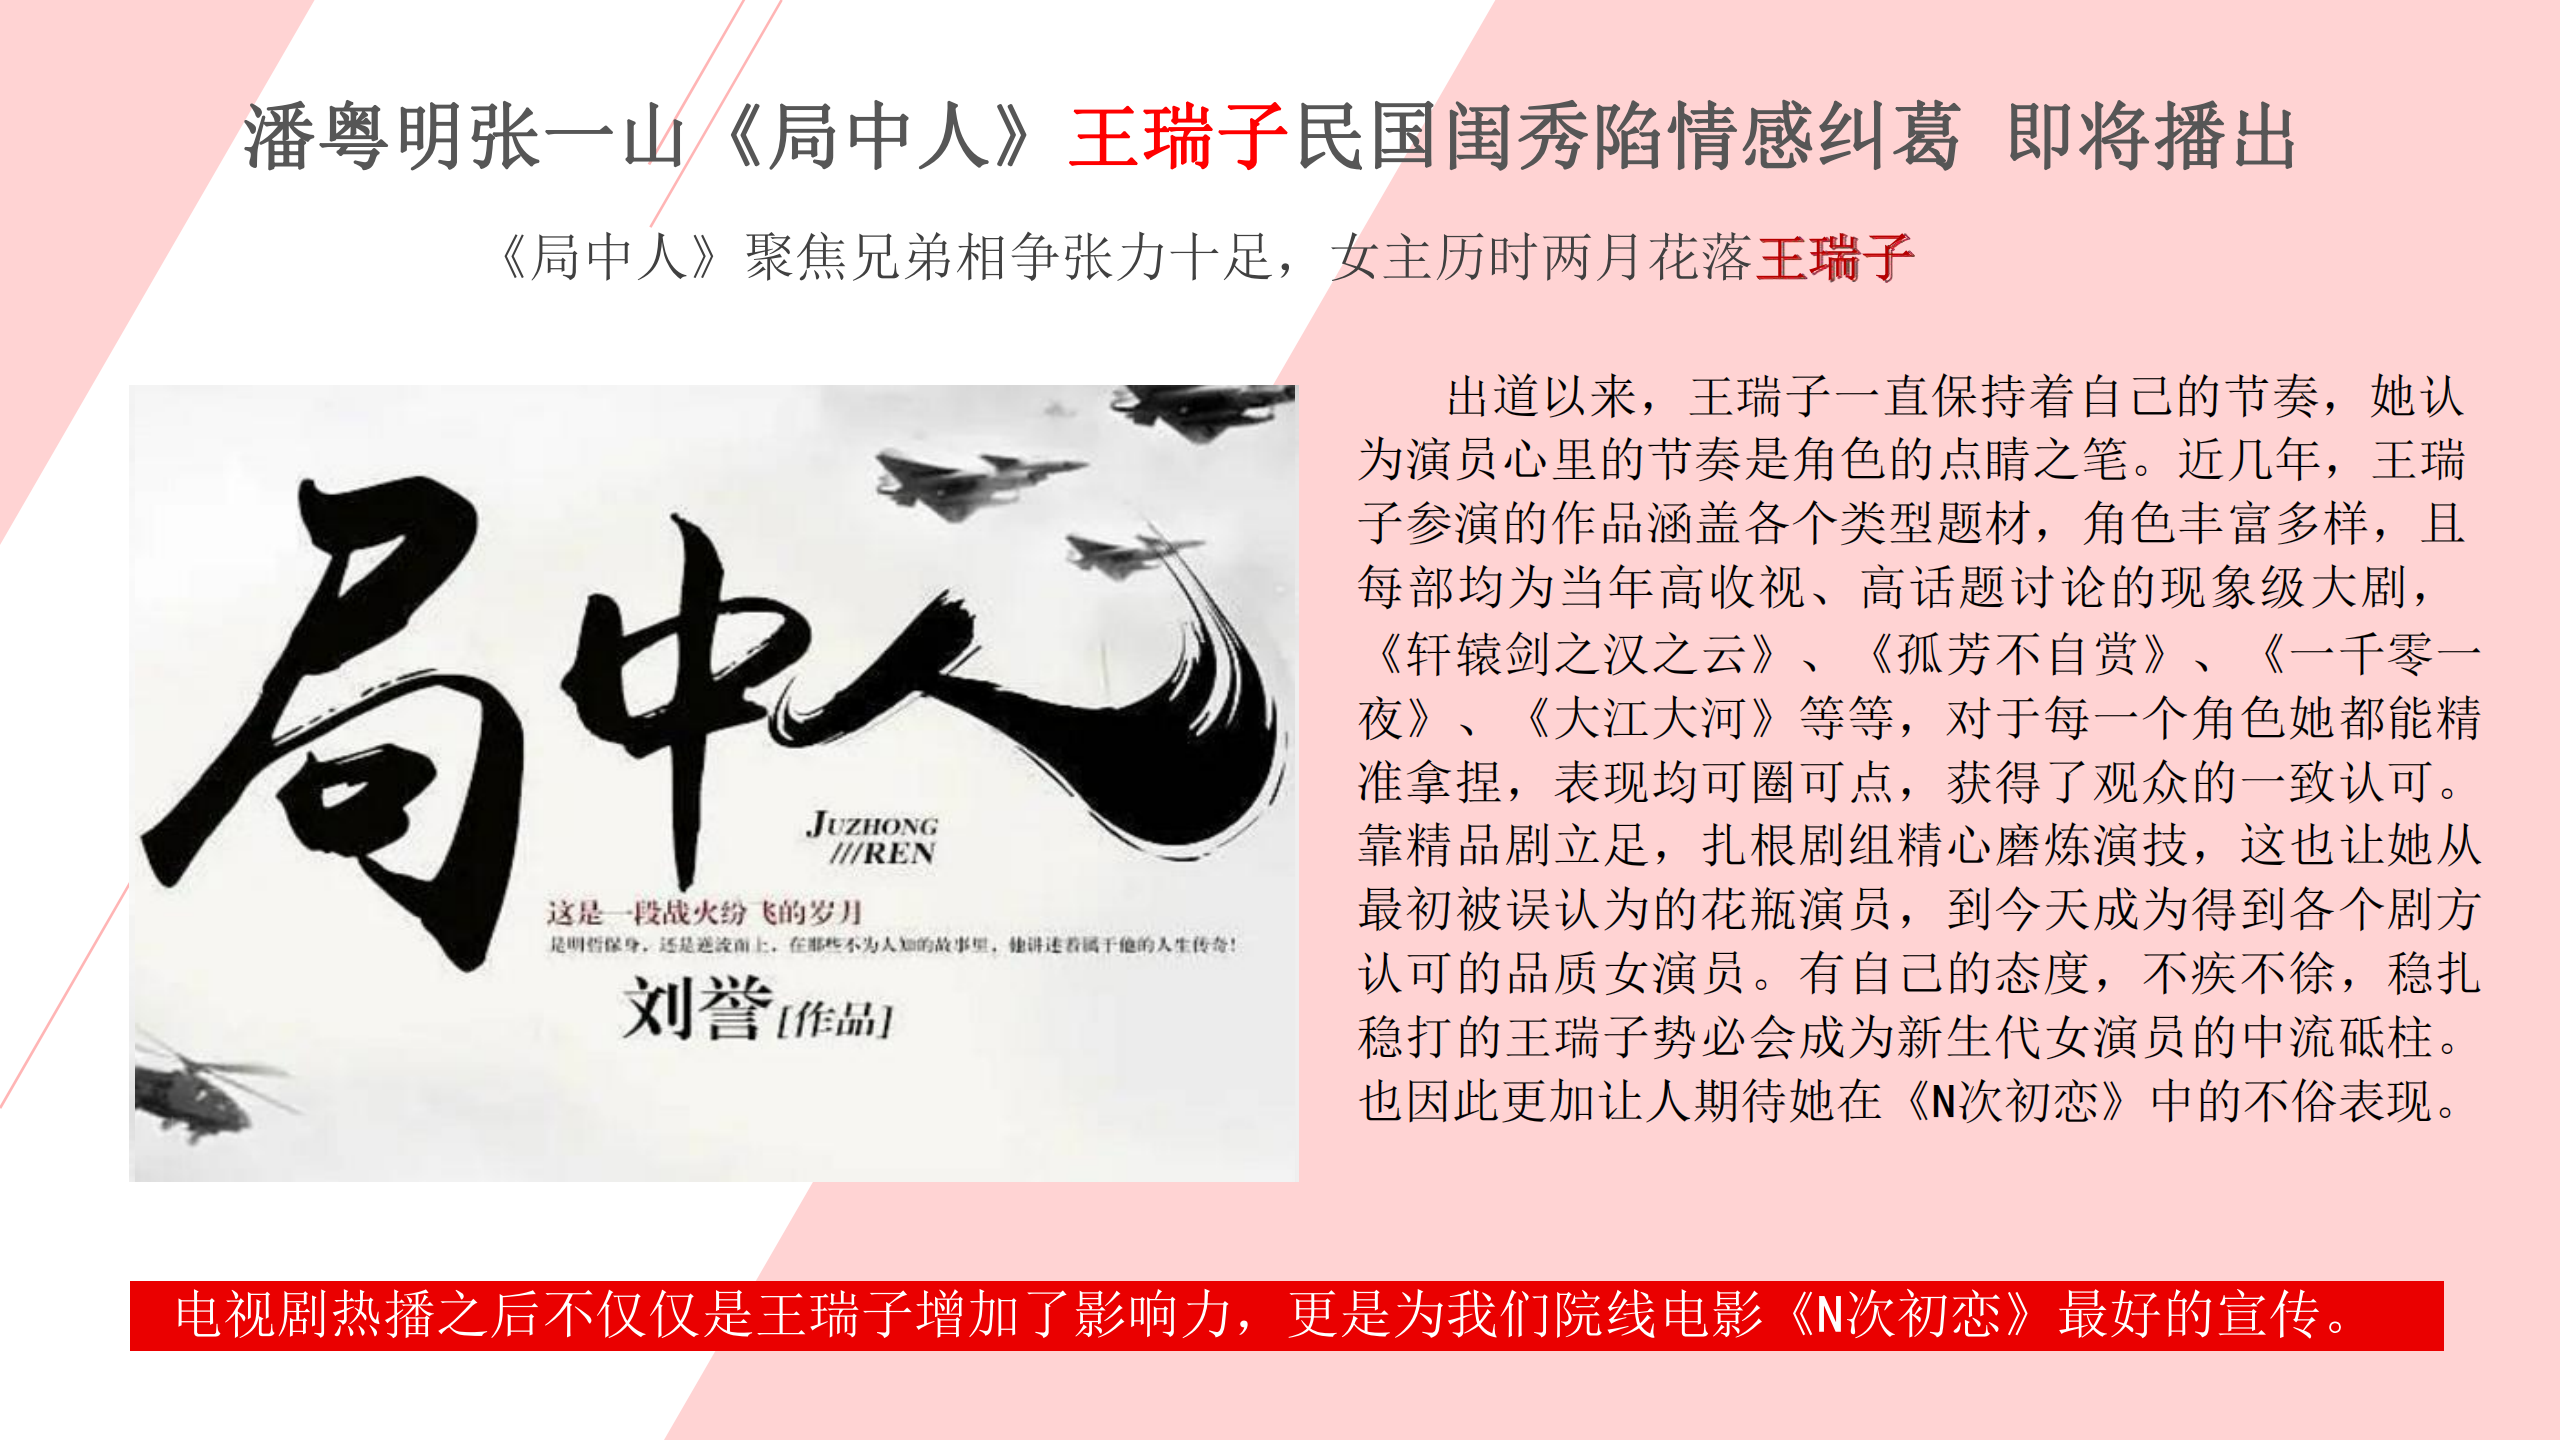 潘粤明张一山《局中人》王瑞子民国闺秀陷情感纠葛 即将播出
《局中人》聚焦兄弟相争张力十足，女主历时两月花落王瑞子
局中人
JUZHONG
///REN
这是一段战火纷飞的岁月
是明哲保身，还是逆流而上，在那些不为人知的故事里，他讲述着属于他的人生传奇！
刘誉[作品]
出道以来，王瑞子一直保持着自己的节奏，她认
为演员心里的节奏是角色的点睛之笔。近几年，王瑞
子参演的作品涵盖各个类型题材，角色丰富多样，且
每部均为当年高收视、高话题讨论的现象级大剧，
《轩辕剑之汉之云》、《孤芳不自赏》、《一千零一
夜》、《大江大河》等等，对于每一个角色她都能精
准拿捏，表现均可圈可点，获得了观众的一致认可。
靠精品剧立足，扎根剧组精心磨炼演技，这也让她从
最初被误认为的花瓶演员，到今天成为得到各个剧方
认可的品质女演员。有自己的态度，不疾不徐，稳扎
稳打的王瑞子势必会成为新生代女演员的中流砥柱。
也因此更加让人期待她在《N次初恋》中的不俗表现。
电视剧热播之后不仅仅是王瑞子增加了影响力，更是为我们院线电影《N次初恋》最好的宣传。